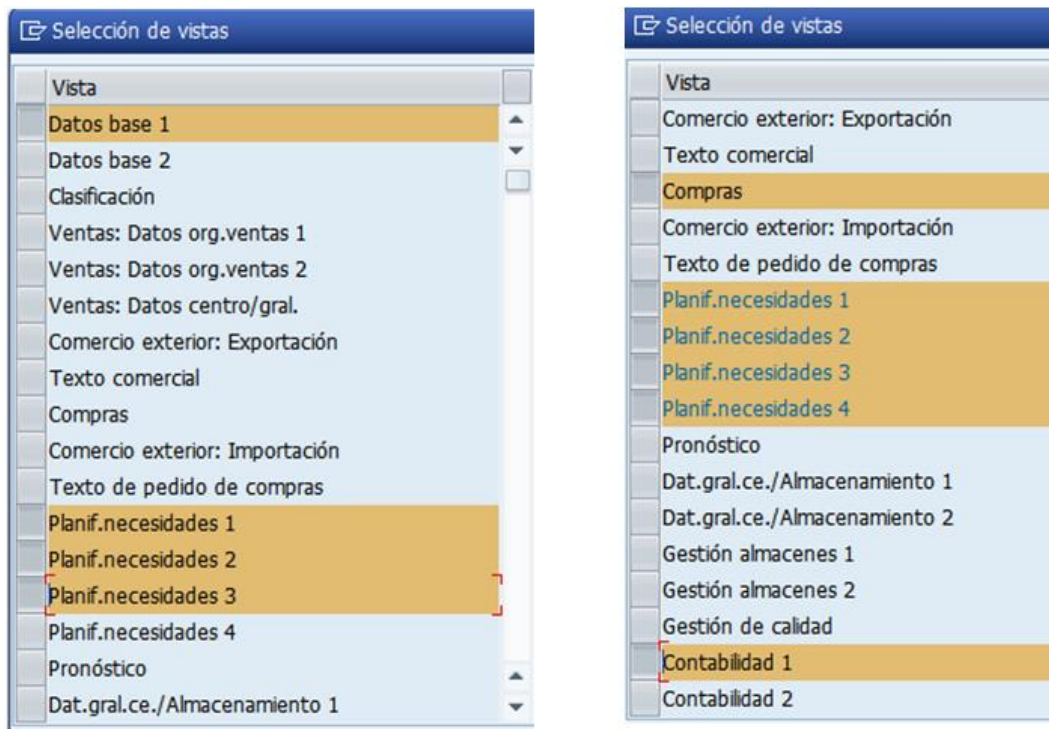 Selección de vistas
Vista
Datos base 1
Datos base 2
Clasificación
Ventas: Datos org.ventas 1
Ventas: Datos org.ventas 2
Ventas: Datos centro/gral.
Comercio exterior: Exportación
Texto comercial
Compras
Comercio exterior: Importación
Texto de pedido de compras
Planif.necesidades 1
Planif.necesidades 2
Planif.necesidades 3
Planif.necesidades 4
Pronóstico
Dat.gral.ce./Almacenamiento 1
Selección de vistas
Vista
Comercio exterior: Exportación
Texto comercial
Compras
Comercio exterior: Importación
Texto de pedido de compras
Planif.necesidades 1
Planif.necesidades 2
Planif.necesidades 3
Planif.necesidades 4
Pronóstico
Dat.gral.ce./Almacenamiento 1
Dat.gral.ce./Almacenamiento 2
Gestión almacenes 1
Gestión almacenes 2
Gestión de calidad
Contabilidad 1
Contabilidad 2